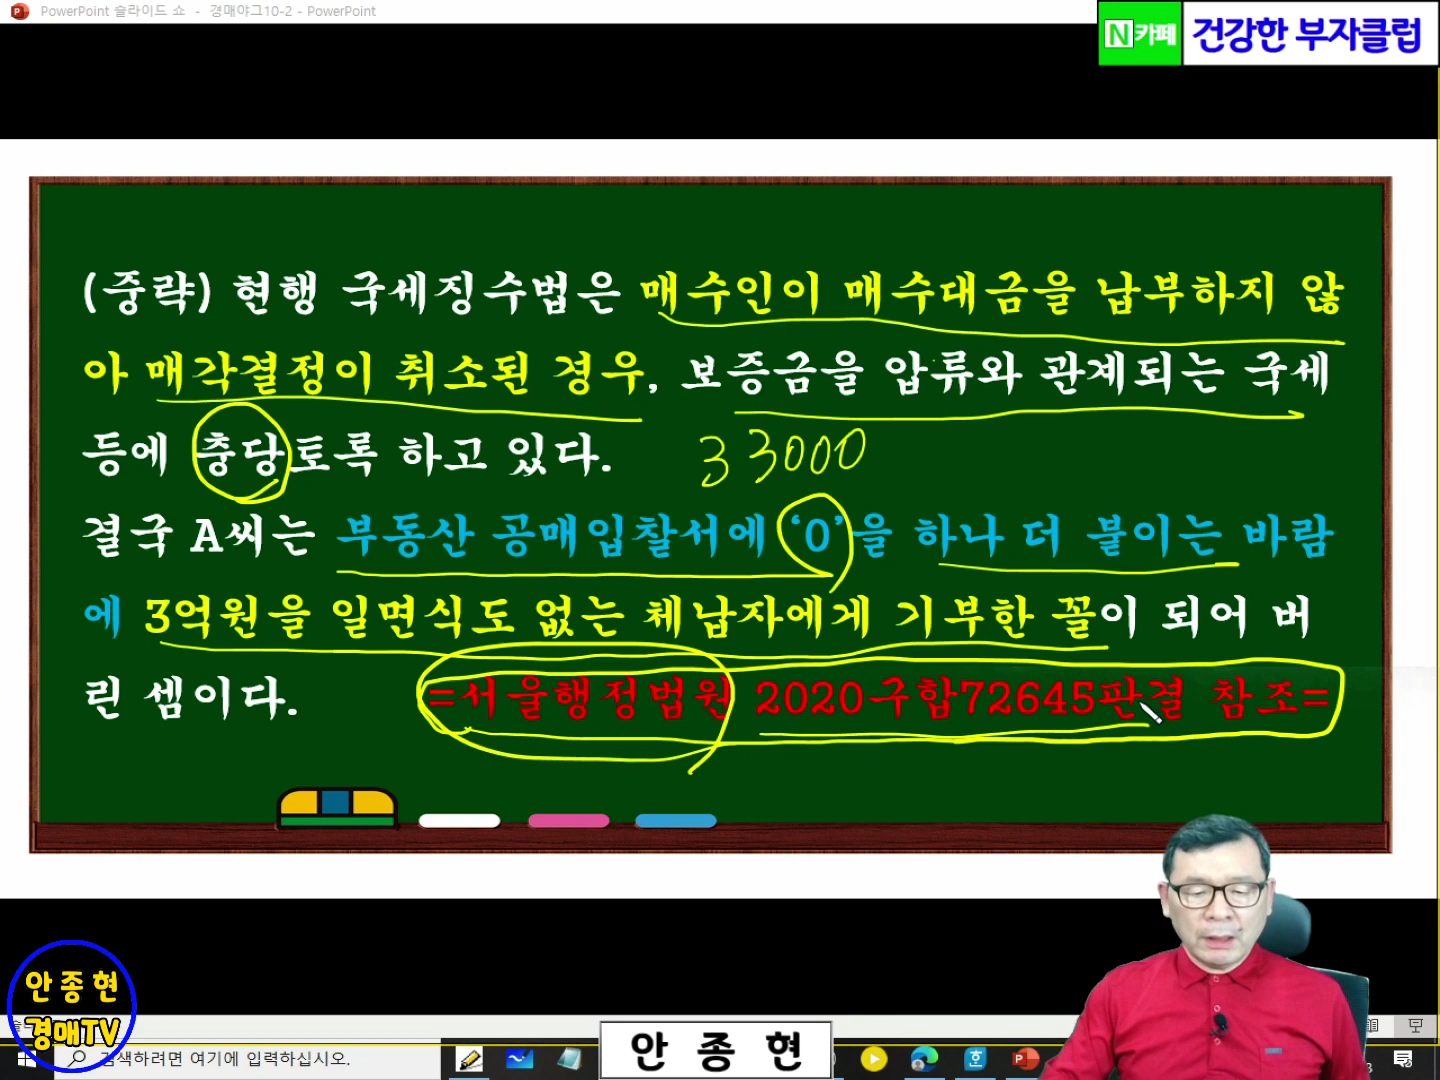 PowerPoint 슬라이드 쇼 - 경매야그10-2 - PowerPoint
N카페 건강한 부자클럽
(중략) 현행 국세징수법은 매수인이 매수대금을 납부하지 않
아 매각결정이 취소된 경우, 보증금을 압류와 관계되는 국세
등에 충당토록 하고 있다.
3 3000
결국 A씨는 부동산 공매입찰서에 ‘0’을 하나 더 붙이는 바람
에 3억원을 일면식도 없는 체납자에게 기부한 꼴이 되어 버
린 셈이다. =서울행정법원 2020구합72645판결 참조=
안종현
경매TV
안 종 현
검색하려면 여기에 입력하십시오.